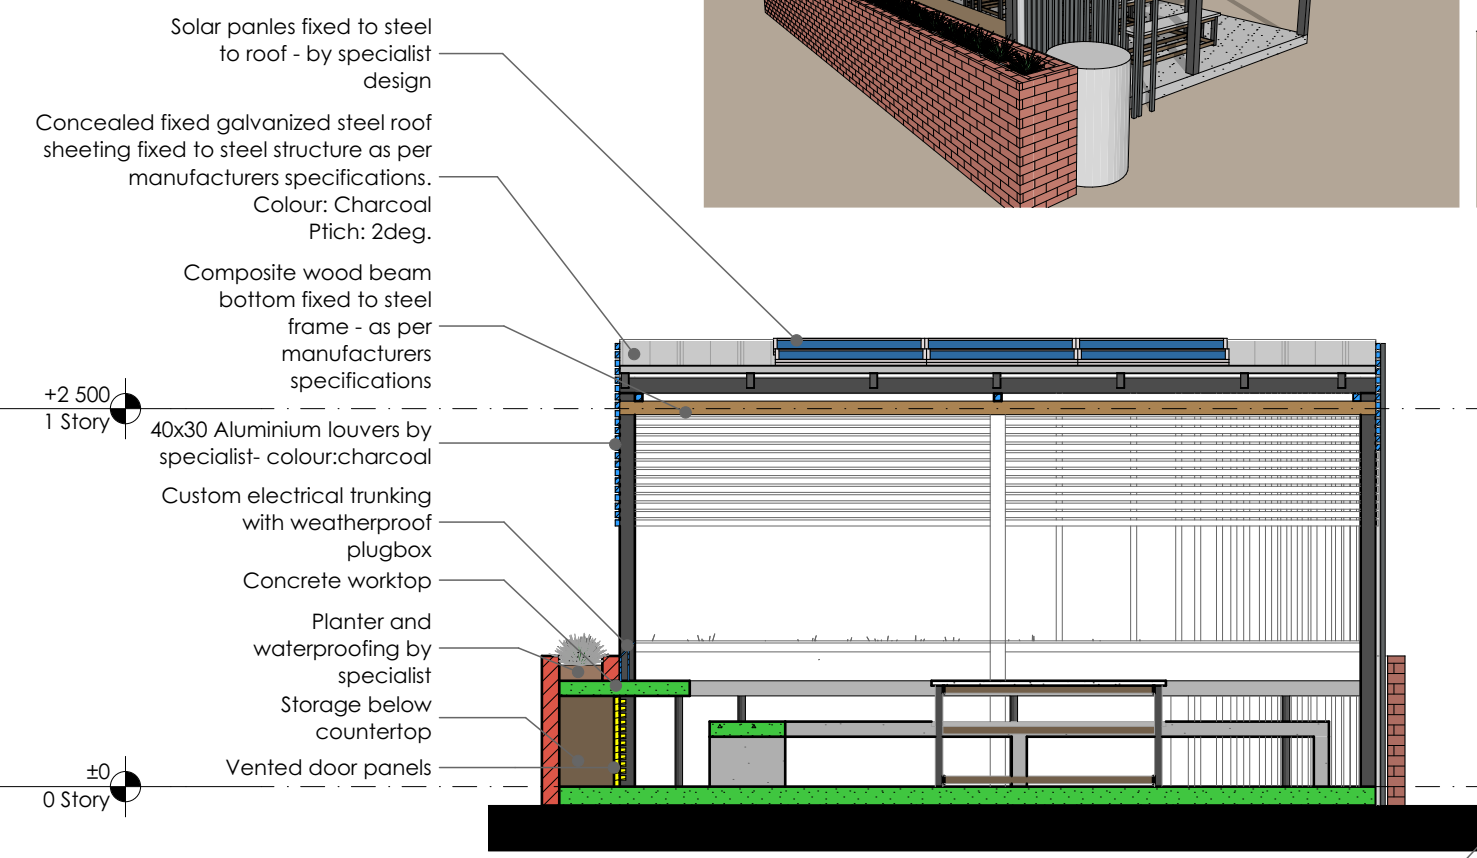 Solar panles fixed to steel
to roof - by specialist
design
Concealed fixed galvanized steel roof
sheeting fixed to steel structure as per
manufacturers specifications.
Colour: Charcoal
Ptich: 2deg.
Composite wood beam
bottom fixed to steel
frame - as per
manufacturers
specifications
+2 500
1 Story
40x30 Aluminium louvers by
specialist- colour:charcoal
Custom electrical trunking
with weatherproof
plugbox
Concrete worktop
Planter and
waterproofing by
specialist
Storage below
countertop
Vented door panels
±0
0 Story